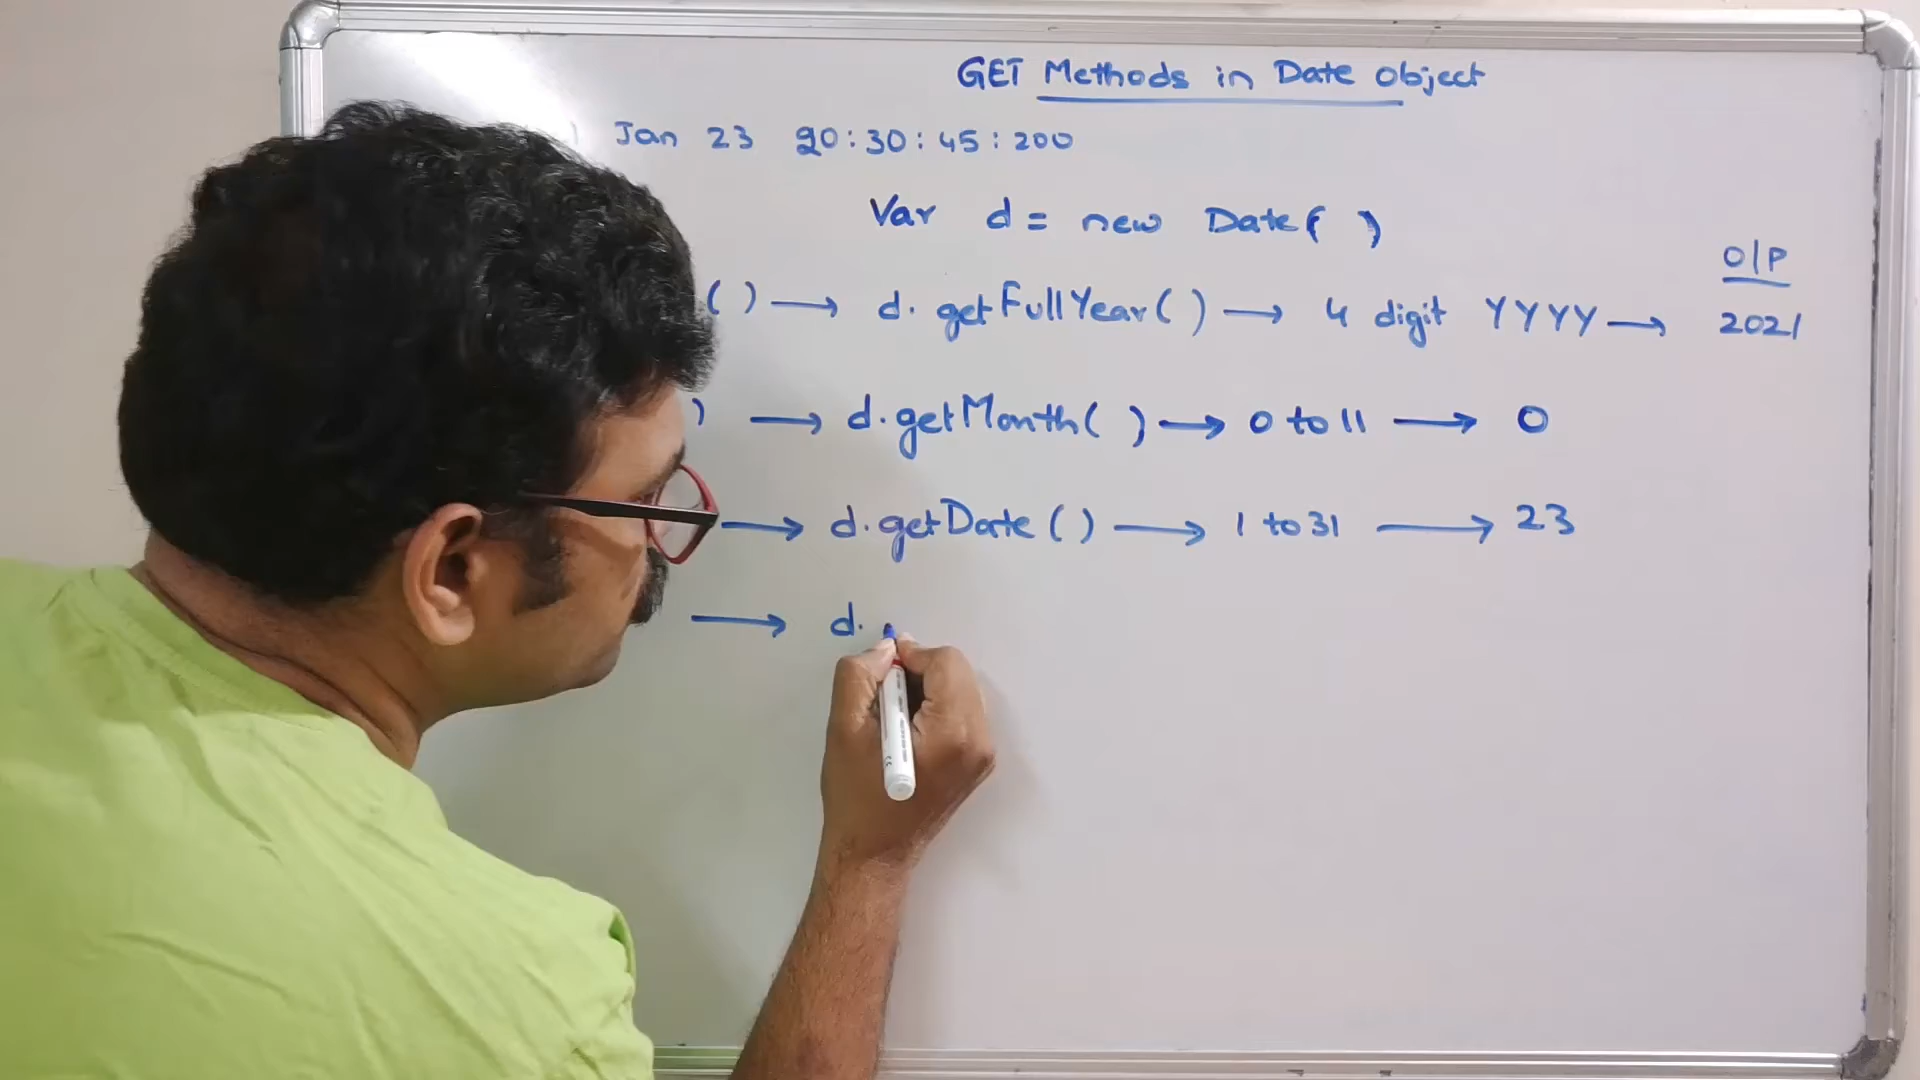 GET Methods in Date Object
Jan 23 20:30:45:200
Var d = new Date( )
O/P
( ) → d. getFullYear( ) → 4 digit YYYY → 2021
) → d.getMonth( ) → 0 to 11 → 0
→ d.getDate( ) → 1 to 31 → 23
→ d.